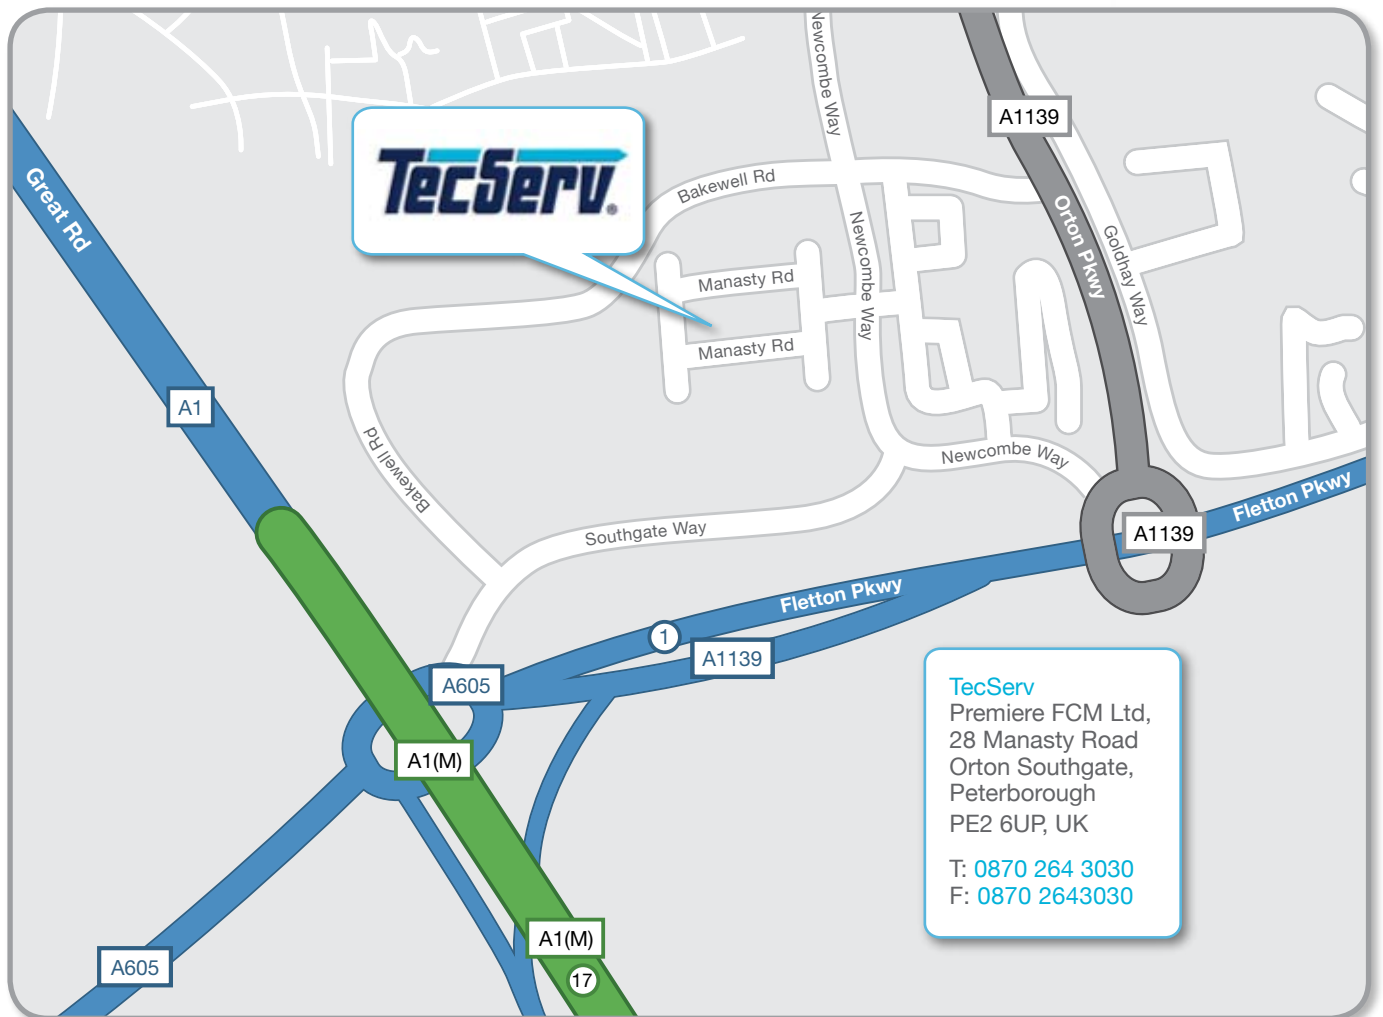 Newcombe Way
A1139
TecServ®
Great Rd
Bakewell Rd
Orton Pkwy
Goldhay Way
Newcombe Way
Manasty Rd
Manasty Rd
A1
Bakewell Rd
Newcombe Way
Southgate Way
Fletton Pkwy
A1139
Fletton Pkwy
1
A1139
A605
A1(M)
TecServ
Premiere FCM Ltd,
28 Manasty Road
Orton Southgate,
Peterborough
PE2 6UP, UK
T: 0870 264 3030
F: 0870 2643030
A1(M)
17
A605